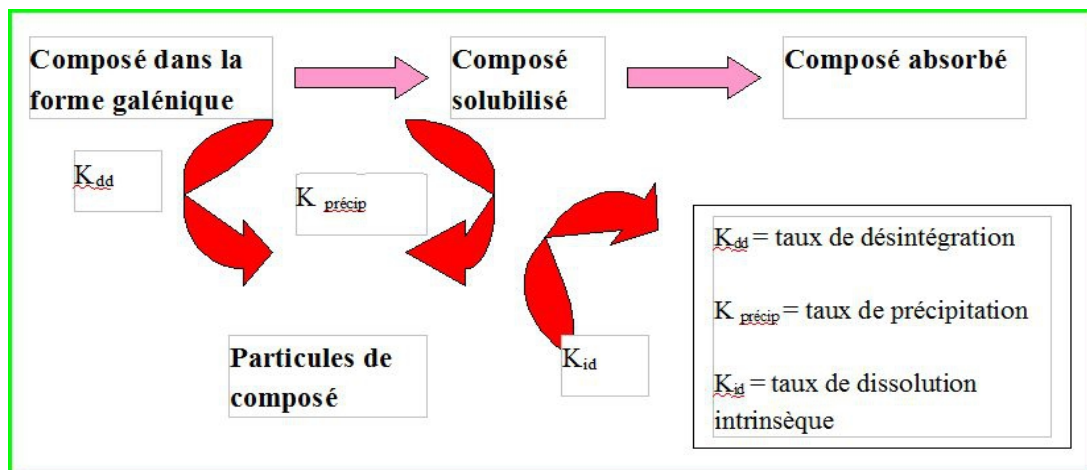 Composé dans la
forme galénique
Composé
solubilisé
Composé absorbé
Kdd
K précip
Kdd = taux de désintégration
K précip = taux de précipitation
Kid = taux de dissolution
intrinsèque
Particules de
composé
Kid